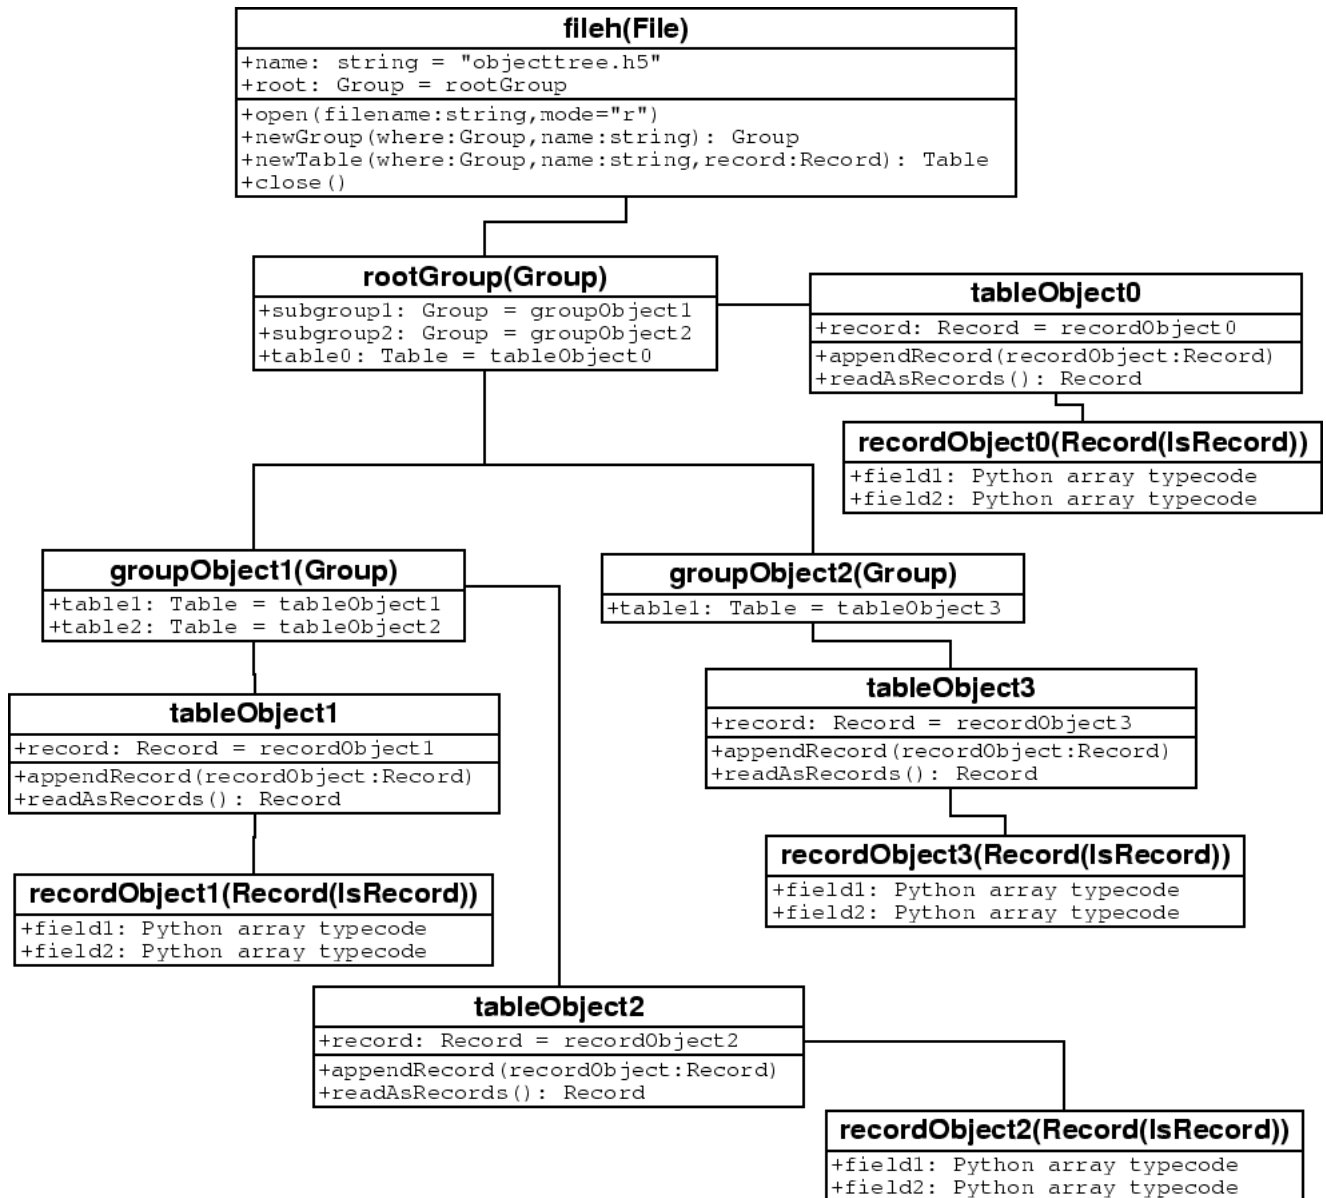 fileh(File)
+name: string = "objecttree.h5"
+root: Group = rootGroup
+open(filename:string,mode="r")
+newGroup(where:Group,name:string): Group
+newTable(where:Group,name:string,record:Record): Table
+close()
rootGroup(Group)
+subgroup1: Group = groupObject1
+subgroup2: Group = groupObject2
+table0: Table = tableObject0
tableObject0
+record: Record = recordObject0
+appendRecord(recordObject:Record)
+readAsRecords(): Record
recordObject0(Record(IsRecord))
+field1: Python array typecode
+field2: Python array typecode
groupObject1(Group)
+table1: Table = tableObject1
+table2: Table = tableObject2
groupObject2(Group)
+table1: Table = tableObject3
tableObject1
+record: Record = recordObject1
+appendRecord(recordObject:Record)
+readAsRecords(): Record
tableObject3
+record: Record = recordObject3
+appendRecord(recordObject:Record)
+readAsRecords(): Record
recordObject1(Record(IsRecord))
+field1: Python array typecode
+field2: Python array typecode
recordObject3(Record(IsRecord))
+field1: Python array typecode
+field2: Python array typecode
tableObject2
+record: Record = recordObject2
+appendRecord(recordObject:Record)
+readAsRecords(): Record
recordObject2(Record(IsRecord))
+field1: Python array typecode
+field2: Python array typecode